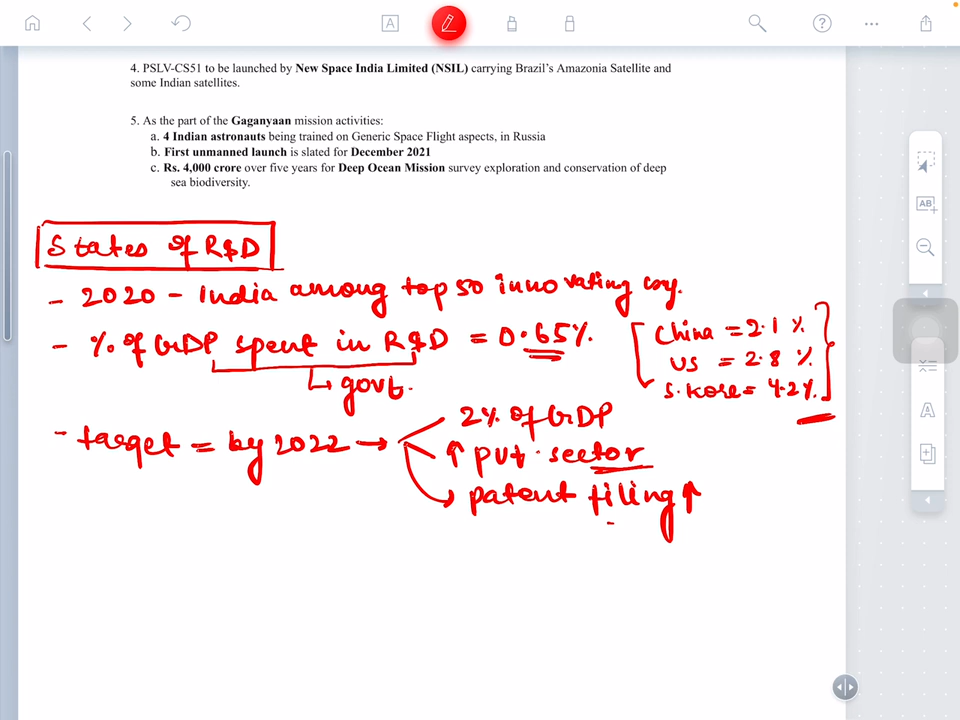 4. PSLV-CS51 to be launched by New Space India Limited (NSIL) carrying Brazil's Amazonia Satellite and
some Indian satellites.
5. As the part of the Gaganyaan mission activities:
a. 4 Indian astronauts being trained on Generic Space Flight aspects, in Russia
b. First unmanned launch is slated for December 2021
c. Rs. 4,000 crore over five years for Deep Ocean Mission survey exploration and conservation of deep
sea biodiversity.
States of R&D
- 2020 - India among top 50 innovating coy.
- % of GDP spent in R&D = 0.65%.
govt.
China = 2.1 %
US = 2.8 %
S. Kore = 4.2%.
- target = by 2022 → 2% of GDP
↑ pvt. sector
patent filing ↑